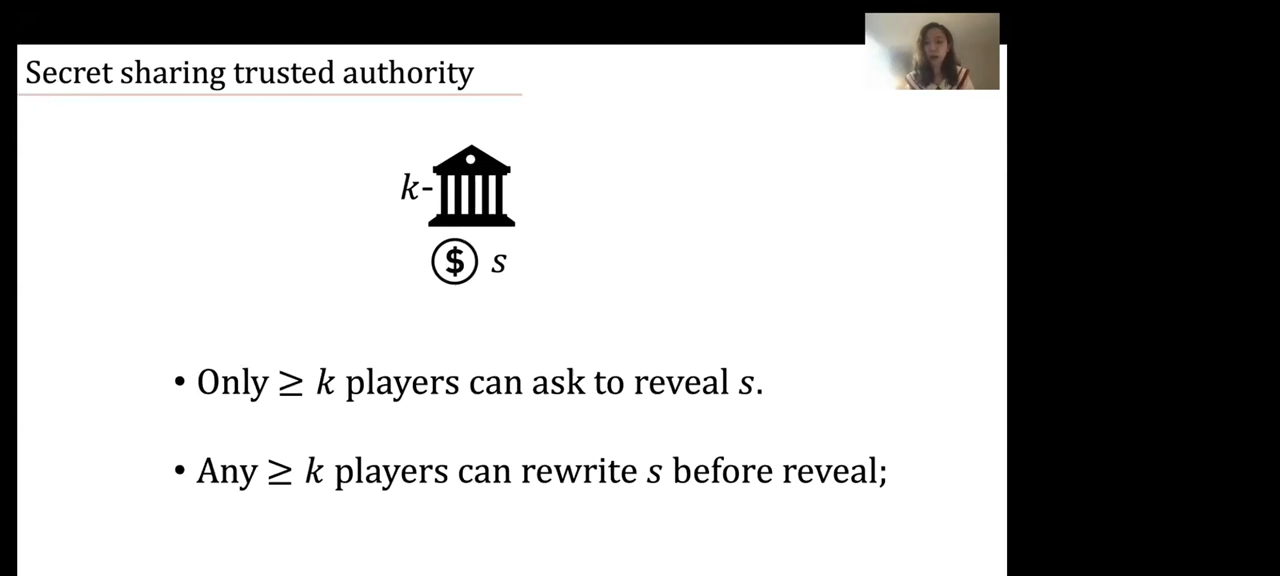 Secret sharing trusted authority
k-
$ s
• Only ≥ k players can ask to reveal s.
• Any ≥ k players can rewrite s before reveal;